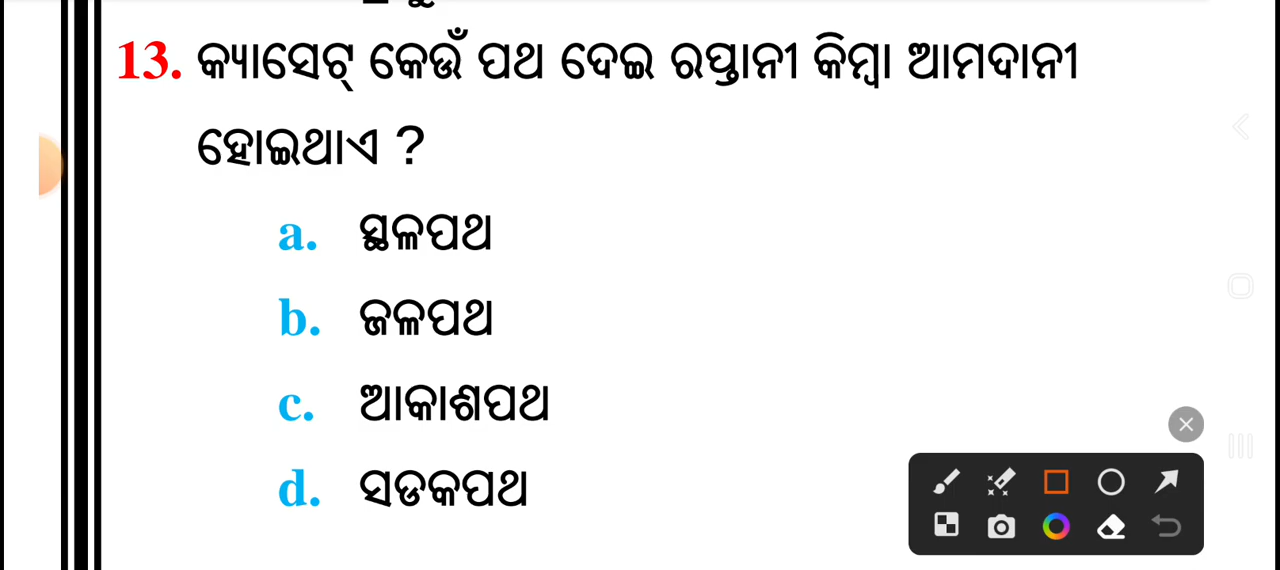 13. କ୍ୟାସେଟ୍ କେଉଁ ପଥ ଦେଇ ରପ୍ତାନୀ କିମ୍ବା ଆମଦାନୀ
ହୋଇଥାଏ ?
a. ସ୍ଥଳପଥ
b. ଜଳପଥ
c. ଆକାଶପଥ
d. ସଡକପଥ